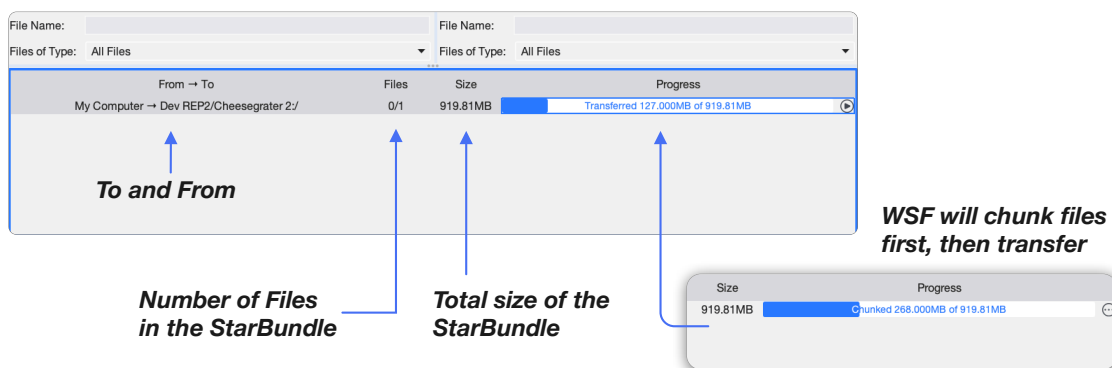 File Name:
File Name:
Files of Type: All Files
Files of Type: All Files
From → To Files Size Progress
My Computer → Dev REP2/Cheesegrater 2:/ 0/1 919.81MB Transferred 127.000MB of 919.81MB
To and From
WSF will chunk files
first, then transfer
Number of Files
in the StarBundle
Total size of the
StarBundle
Size Progress
919.81MB Chunked 268.000MB of 919.81MB